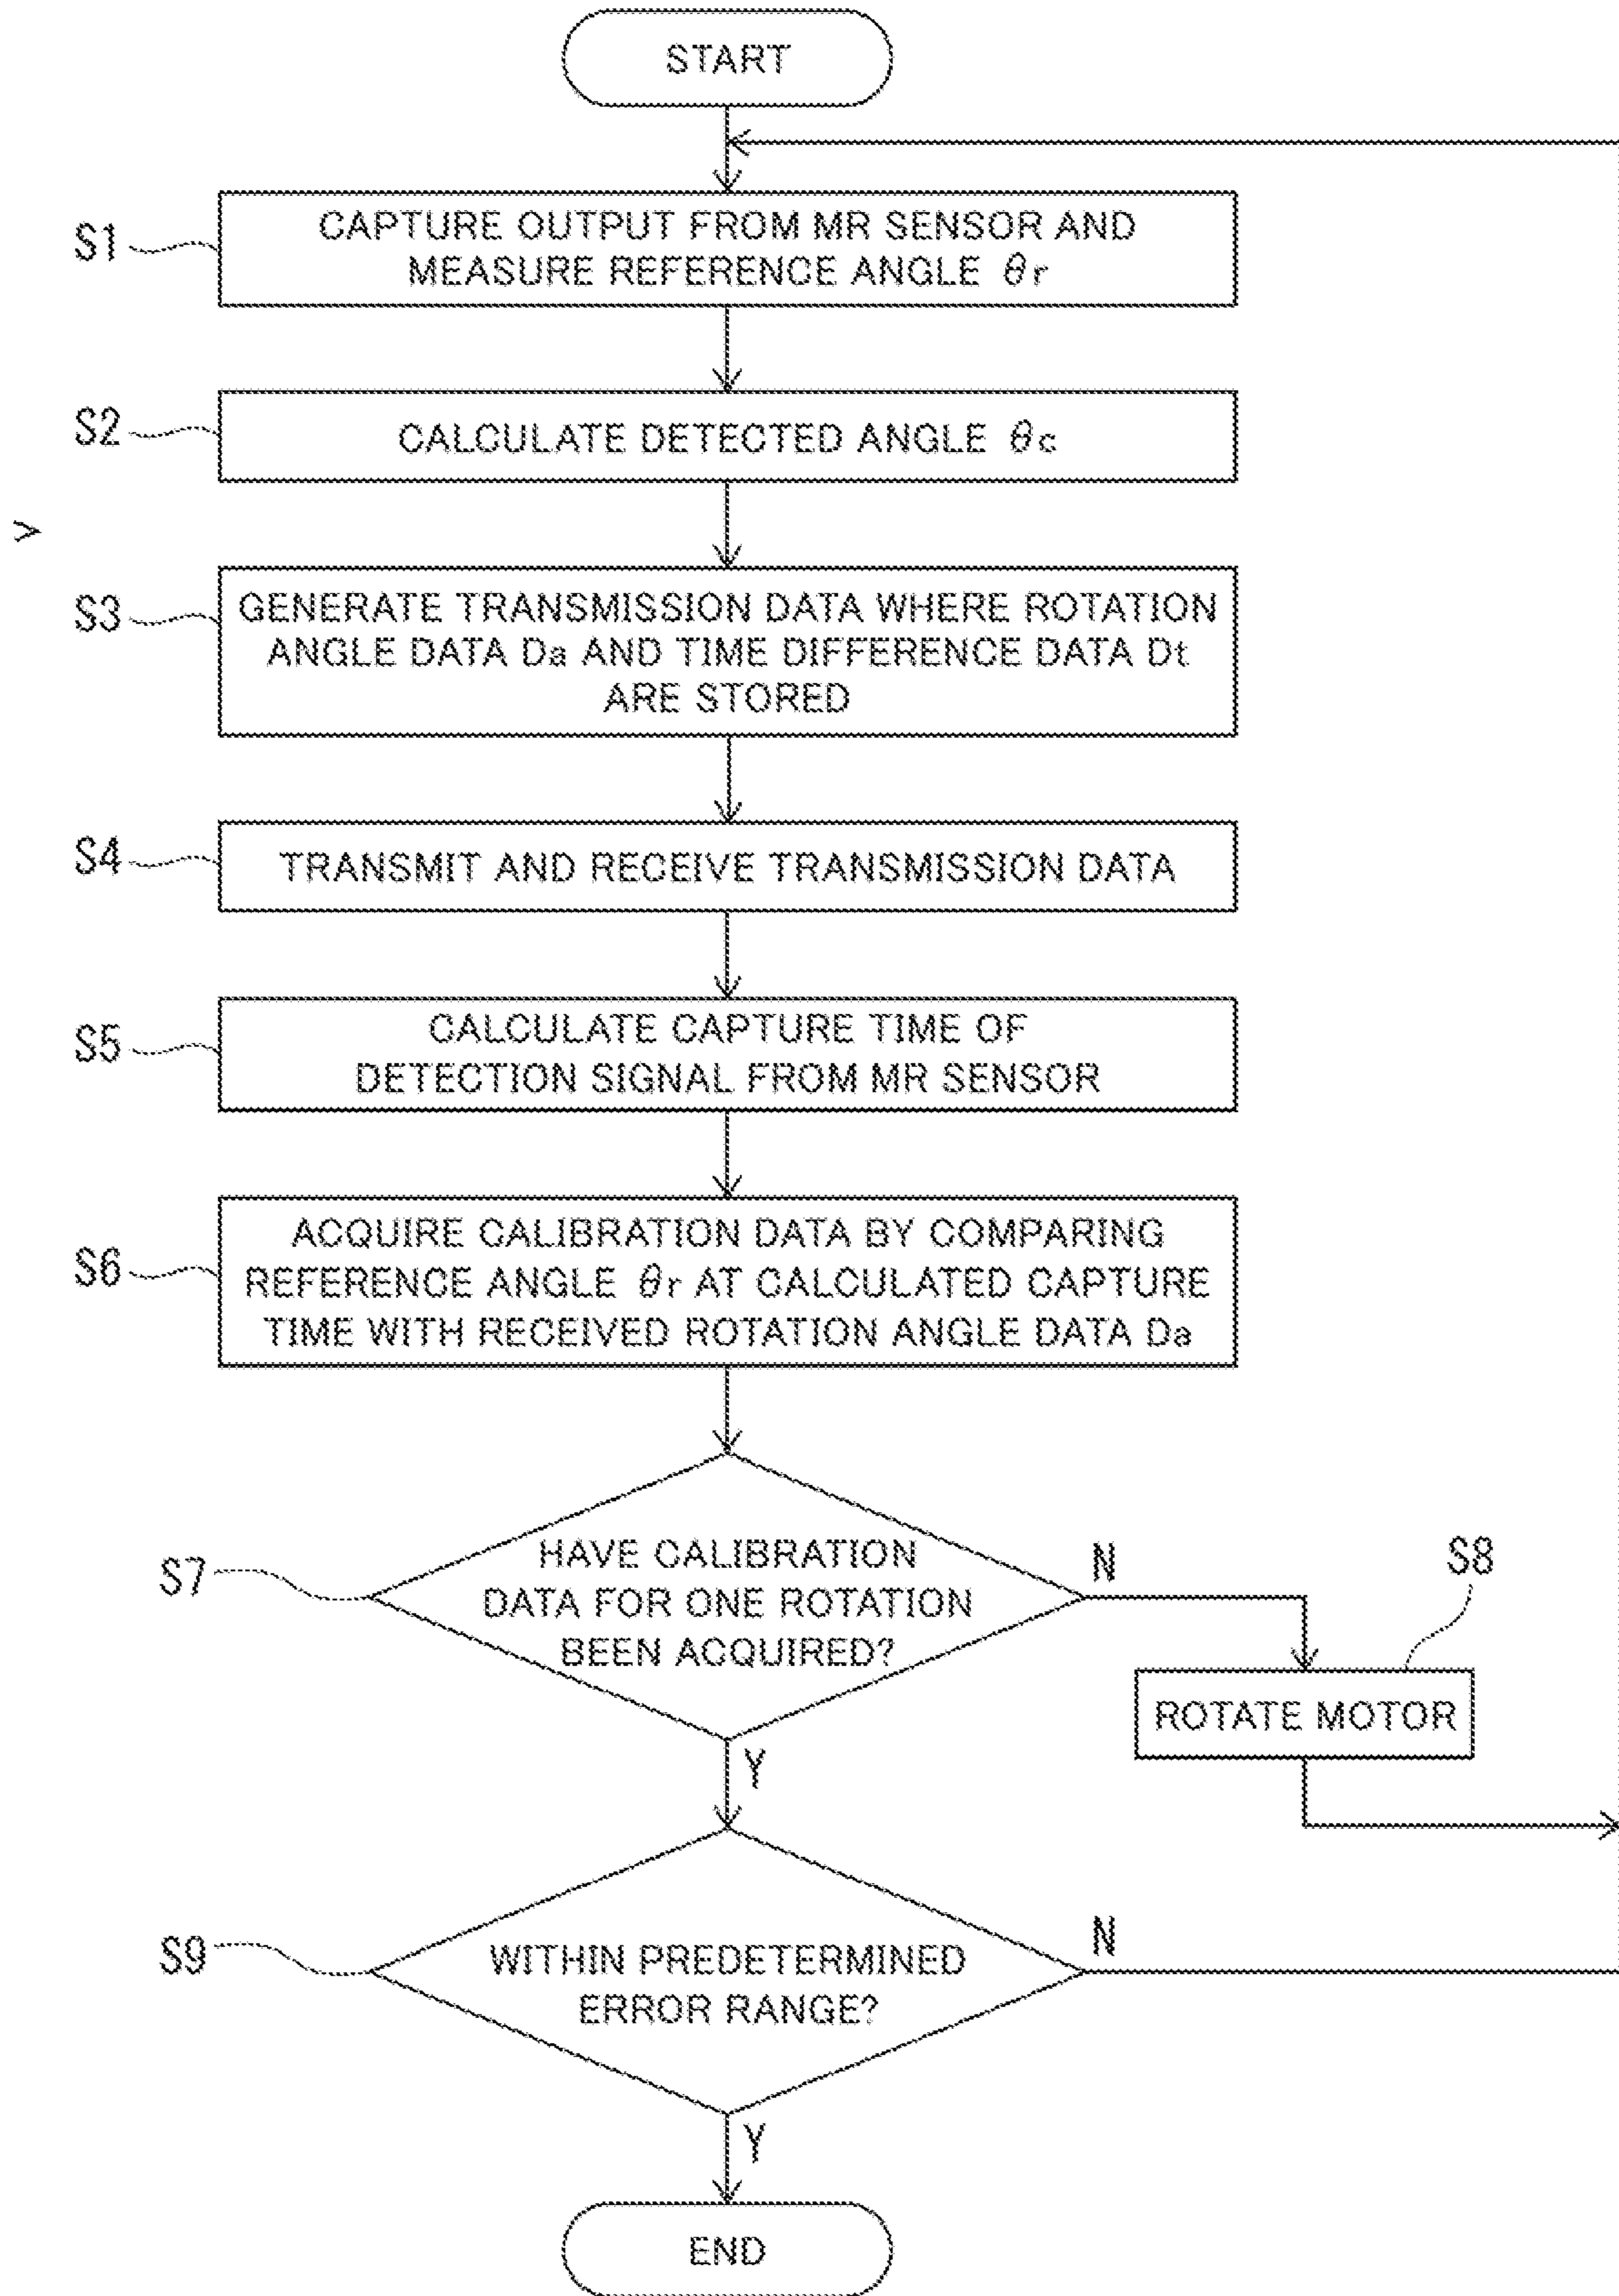 START
S1
CAPTURE OUTPUT FROM MR SENSOR AND
MEASURE REFERENCE ANGLE θr
S2
CALCULATE DETECTED ANGLE θc
S3
GENERATE TRANSMISSION DATA WHERE ROTATION
ANGLE DATA Da AND TIME DIFFERENCE DATA Dt
ARE STORED
S4
TRANSMIT AND RECEIVE TRANSMISSION DATA
S5
CALCULATE CAPTURE TIME OF
DETECTION SIGNAL FROM MR SENSOR
S6
ACQUIRE CALIBRATION DATA BY COMPARING
REFERENCE ANGLE θr AT CALCULATED CAPTURE
TIME WITH RECEIVED ROTATION ANGLE DATA Da
S7
HAVE CALIBRATION
DATA FOR ONE ROTATION
BEEN ACQUIRED?
N
S8
ROTATE MOTOR
Y
S9
WITHIN PREDETERMINED
ERROR RANGE?
N
Y
END